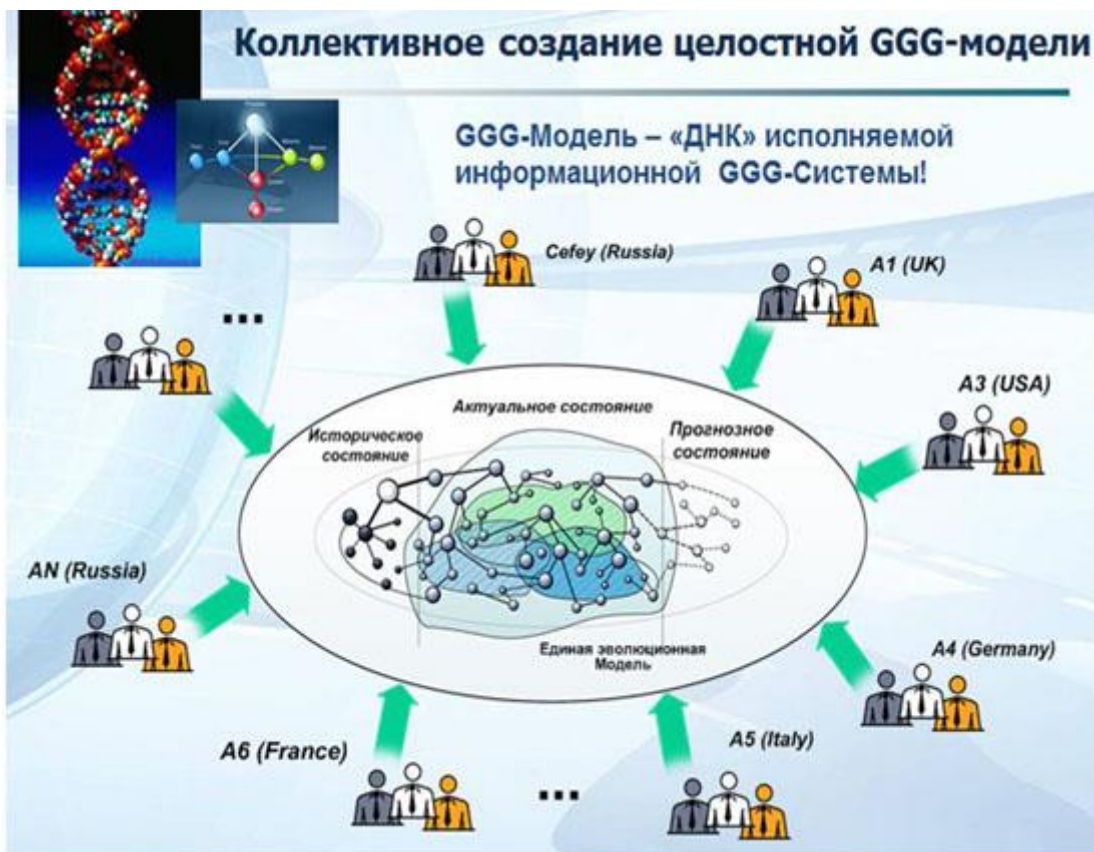 Коллективное создание целостной GGG-модели
GGG-Модель – «ДНК» исполняемой
информационной GGG-Системы!
Cefey (Russia)
A1 (UK)
...
A3 (USA)
Актуальное состояние
Историческое
состояние
Прогнозное
состояние
AN (Russia)
Единая эволюционная
Модель
A4 (Germany)
A6 (France)
A5 (Italy)
...